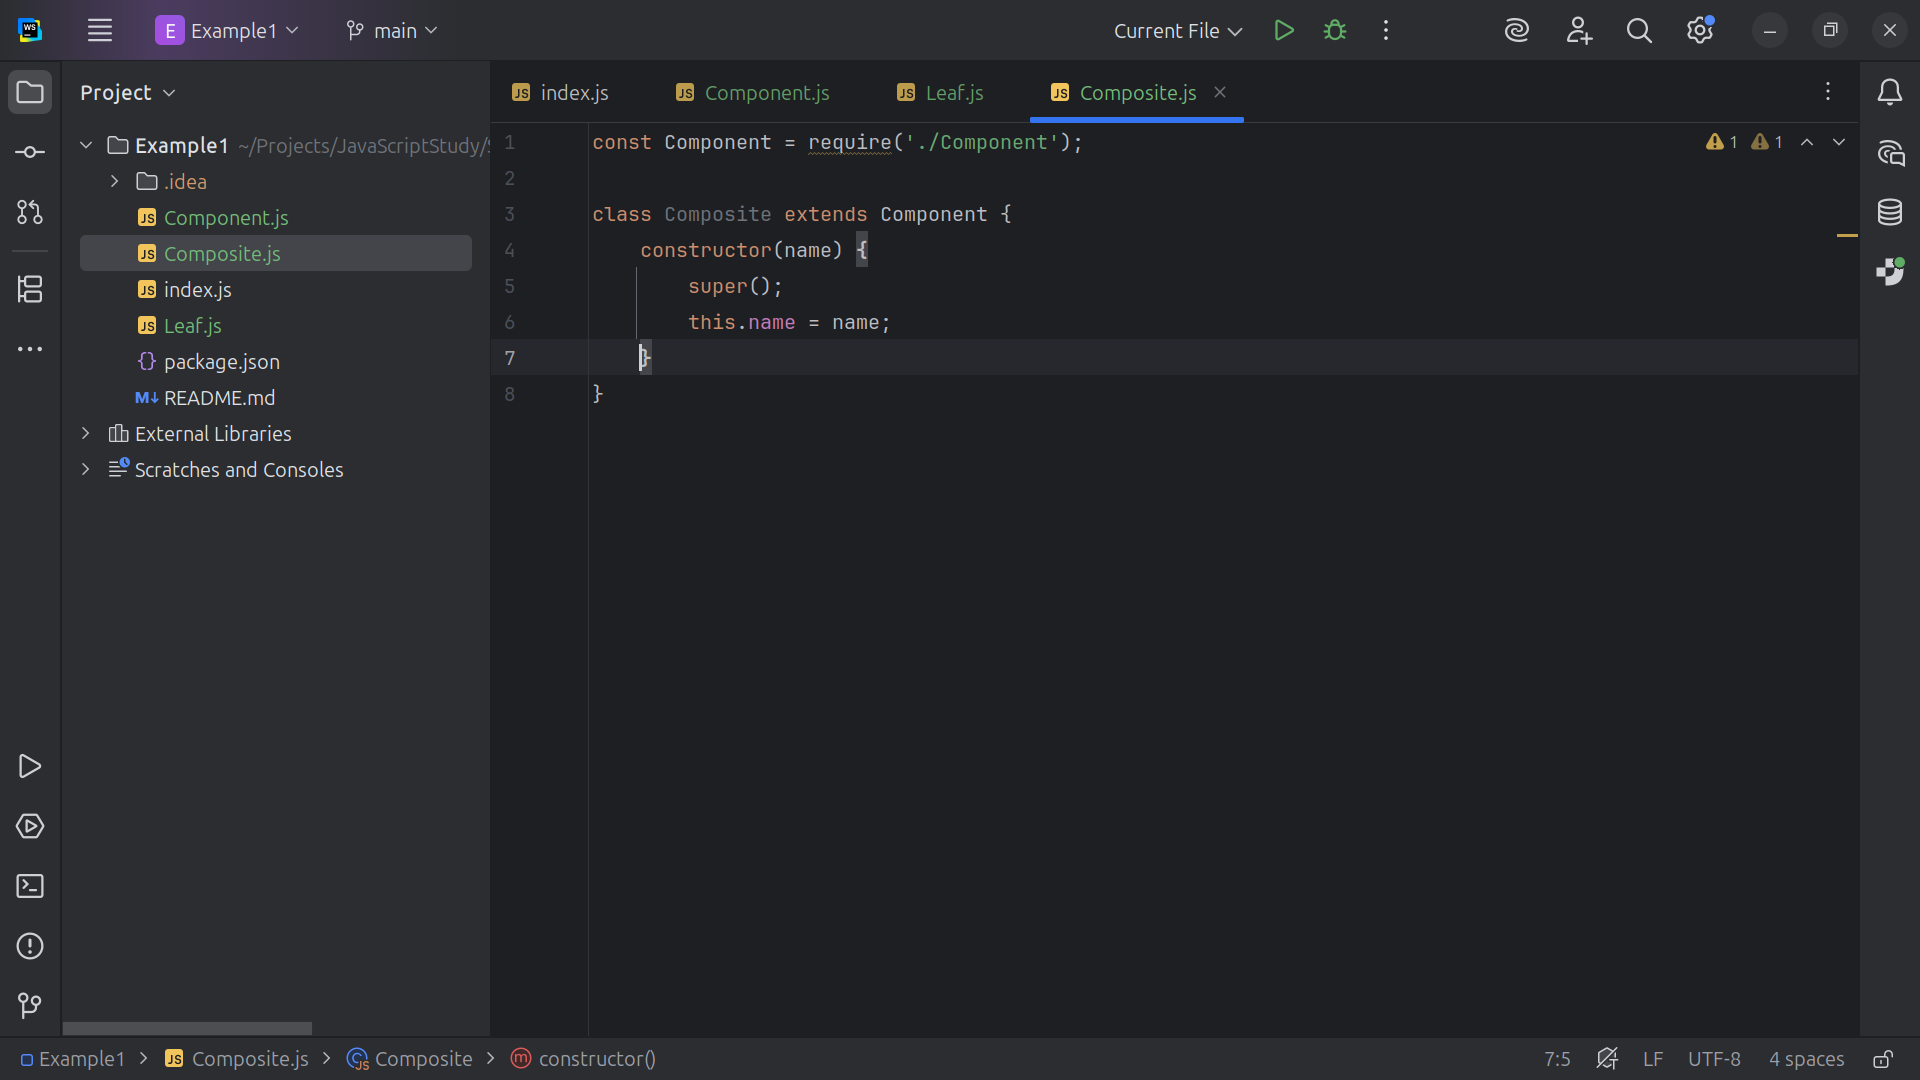 WS
E Example1
main
Current File
Project
index.js
Component.js
Leaf.js
Composite.js
Example1 ~/Projects/JavaScriptStudy/
.idea
Component.js
Composite.js
index.js
Leaf.js
package.json
README.md
External Libraries
Scratches and Consoles
1 const Component = require('./Component');
2
3 class Composite extends Component {
4     constructor(name) {
5         super();
6         this.name = name;
7     }
8 }
1 1
Example1 > Composite.js > Composite > constructor()
7:5 LF UTF-8 4 spaces